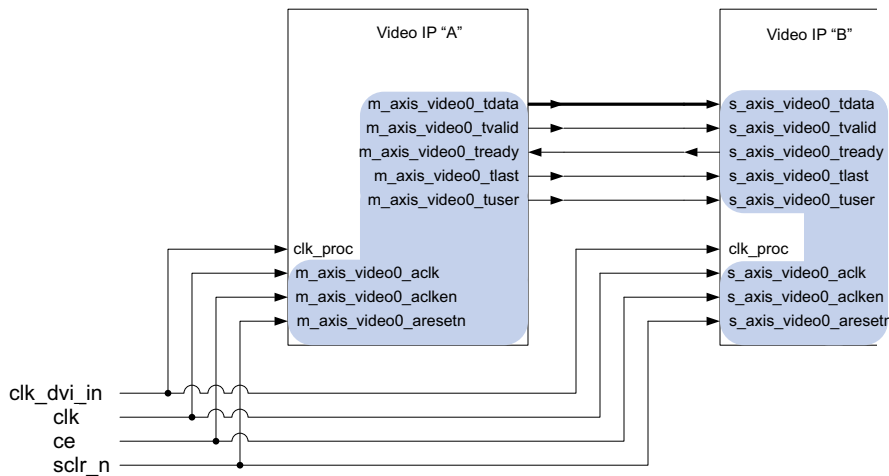 Video IP “A”
m_axis_video0_tdata
m_axis_video0_tvalid
m_axis_video0_tready
m_axis_video0_tlast
m_axis_video0_tuser
clk_proc
m_axis_video0_aclk
m_axis_video0_aclken
m_axis_video0_aresetn
Video IP “B”
s_axis_video0_tdata
s_axis_video0_tvalid
s_axis_video0_tready
s_axis_video0_tlast
s_axis_video0_tuser
clk_proc
s_axis_video0_aclk
s_axis_video0_aclken
s_axis_video0_aresetn
clk_dvi_in
clk
ce
sclr_n